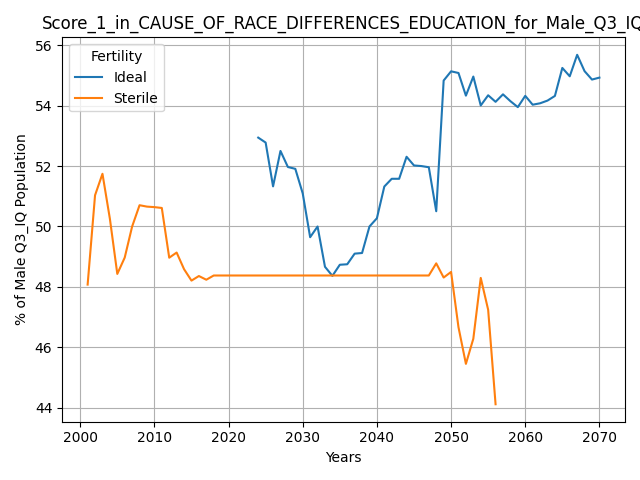 Score_1_in_CAUSE_OF_RACE_DIFFERENCES_EDUCATION_for_Male_Q3_IQ
Fertility
Ideal
Sterile
56
54
52
50
48
46
44
% of Male Q3_IQ Population
2000 2010 2020 2030 2040 2050 2060 2070
Years